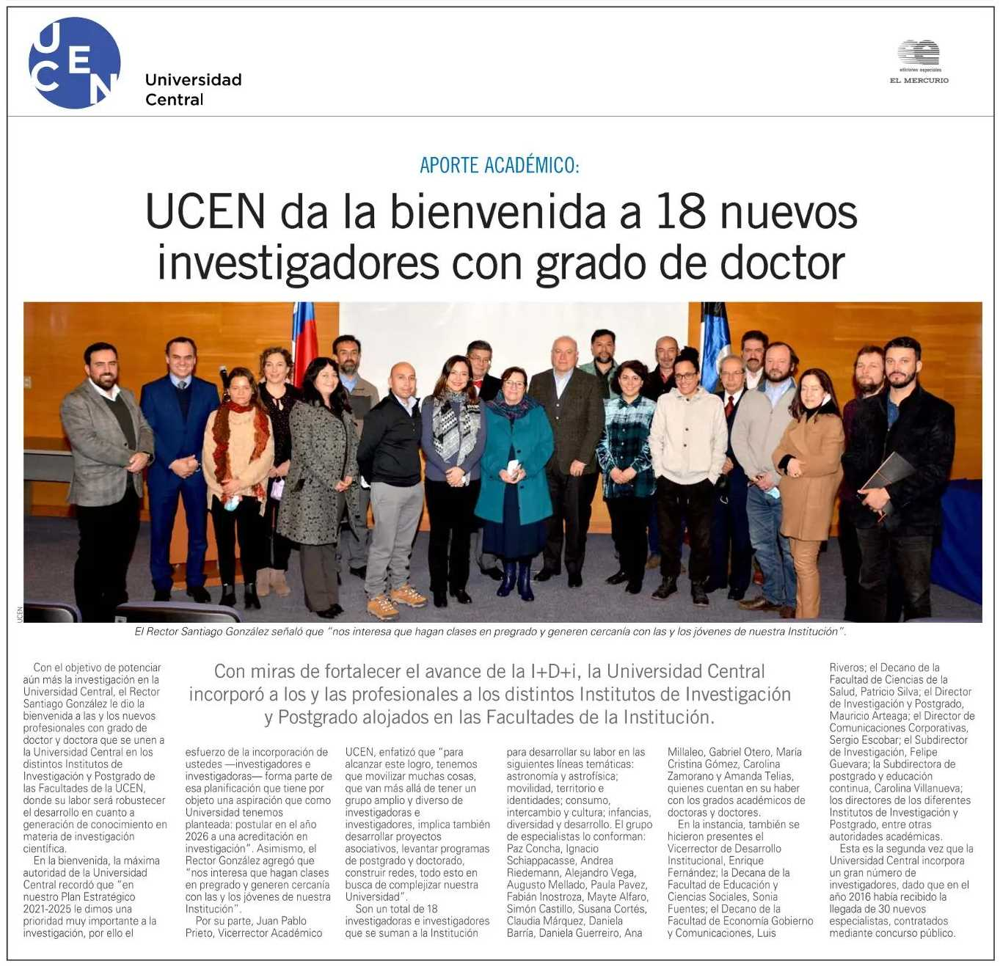 UCEN
Universidad
Central
ediciones especiales
EL MERCURIO
APORTE ACADÉMICO:
UCEN da la bienvenida a 18 nuevos
investigadores con grado de doctor
UCEN
El Rector Santiago González señaló que “nos interesa que hagan clases en pregrado y generen cercanía con las y los jóvenes de nuestra Institución”.
Con miras de fortalecer el avance de la I+D+i, la Universidad Central
incorporó a los y las profesionales a los distintos Institutos de Investigación
y Postgrado alojados en las Facultades de la Institución.
Con el objetivo de potenciar
aún más la investigación en la
Universidad Central, el Rector
Santiago González le dio la
bienvenida a las y los nuevos
profesionales con grado de
doctor y doctora que se unen a
la Universidad Central en los
distintos Institutos de
Investigación y Postgrado de
las Facultades de la UCEN,
donde su labor será robustecer
el desarrollo en cuanto a
generación de conocimiento en
materia de investigación
científica.
En la bienvenida, la máxima
autoridad de la Universidad
Central recordó que “en
nuestro Plan Estratégico
2021-2025 le dimos una
prioridad muy importante a la
investigación, por ello el
esfuerzo de la incorporación de
ustedes —investigadores e
investigadoras— forma parte de
esa planificación que tiene por
objeto una aspiración que como
Universidad tenemos
planteada: postular en el año
2026 a una acreditación en
investigación”. Asimismo, el
Rector González agregó que
“nos interesa que hagan clases
en pregrado y generen cercanía
con las y los jóvenes de nuestra
Institución”.
Por su parte, Juan Pablo
Prieto, Vicerrector Académico
UCEN, enfatizó que “para
alcanzar este logro, tenemos
que movilizar muchas cosas,
que van más allá de tener un
grupo amplio y diverso de
investigadoras e
investigadores, implica también
desarrollar proyectos
asociativos, levantar programas
de postgrado y doctorado,
construir redes, todo esto en
busca de complejizar nuestra
Universidad”.
Son un total de 18
investigadoras e investigadores
que se suman a la Institución
para desarrollar su labor en las
siguientes líneas temáticas:
astronomía y astrofísica;
movilidad, territorio e
identidades; consumo,
intercambio y cultura; infancias,
diversidad y desarrollo. El grupo
de especialistas lo conforman:
Paz Concha, Ignacio
Schiappacasse, Andrea
Riedemann, Alejandro Vega,
Augusto Mellado, Paula Pavez,
Fabián Inostroza, Mayte Alfaro,
Simón Castillo, Susana Cortés,
Claudia Márquez, Daniela
Barría, Daniela Guerreiro, Ana
Millaleo, Gabriel Otero, María
Cristina Gómez, Carolina
Zamorano y Amanda Telias,
quienes cuentan en su haber
con los grados académicos de
doctoras y doctores.
En la instancia, también se
hicieron presentes el
Vicerrector de Desarrollo
Institucional, Enrique
Fernández; la Decana de la
Facultad de Educación y
Ciencias Sociales, Sonia
Fuentes; el Decano de la
Facultad de Economía Gobierno
y Comunicaciones, Luis
Riveros; el Decano de la
Facultad de Ciencias de la
Salud, Patricio Silva; el Director
de Investigación y Postgrado,
Mauricio Arteaga; el Director de
Comunicaciones Corporativas,
Sergio Escobar; el Subdirector
de Investigación, Felipe
Guevara; la Subdirectora de
postgrado y educación
continua, Carolina Villanueva;
los directores de los diferentes
Institutos de Investigación y
Postgrado, entre otras
autoridades académicas.
Esta es la segunda vez que la
Universidad Central incorpora
un gran número de
investigadores, dado que en el
año 2016 había recibido la
llegada de 30 nuevos
especialistas, contratados
mediante concurso público.